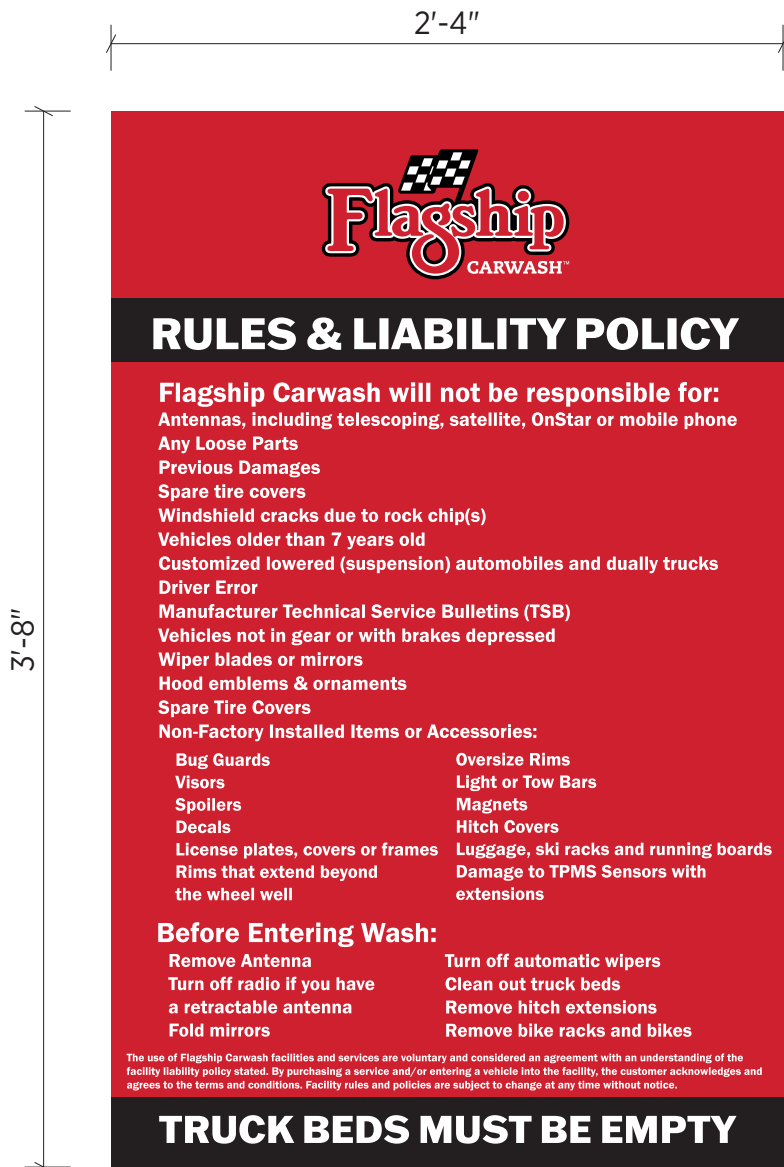 2'-4"
3'-8"
Flagship
CARWASH™
RULES & LIABILITY POLICY
Flagship Carwash will not be responsible for:
Antennas, including telescoping, satellite, OnStar or mobile phone
Any Loose Parts
Previous Damages
Spare tire covers
Windshield cracks due to rock chip(s)
Vehicles older than 7 years old
Customized lowered (suspension) automobiles and dually trucks
Driver Error
Manufacturer Technical Service Bulletins (TSB)
Vehicles not in gear or with brakes depressed
Wiper blades or mirrors
Hood emblems & ornaments
Spare Tire Covers
Non-Factory Installed Items or Accessories:
Bug Guards
Visors
Spoilers
Decals
License plates, covers or frames
Rims that extend beyond
the wheel well
Oversize Rims
Light or Tow Bars
Magnets
Hitch Covers
Luggage, ski racks and running boards
Damage to TPMS Sensors with
extensions
Before Entering Wash:
Remove Antenna
Turn off radio if you have
a retractable antenna
Fold mirrors
Turn off automatic wipers
Clean out truck beds
Remove hitch extensions
Remove bike racks and bikes
The use of Flagship Carwash facilities and services are voluntary and considered an agreement with an understanding of the
facility liability policy stated. By purchasing a service and/or entering a vehicle into the facility, the customer acknowledges and
agrees to the terms and conditions. Facility rules and policies are subject to change at any time without notice.
TRUCK BEDS MUST BE EMPTY